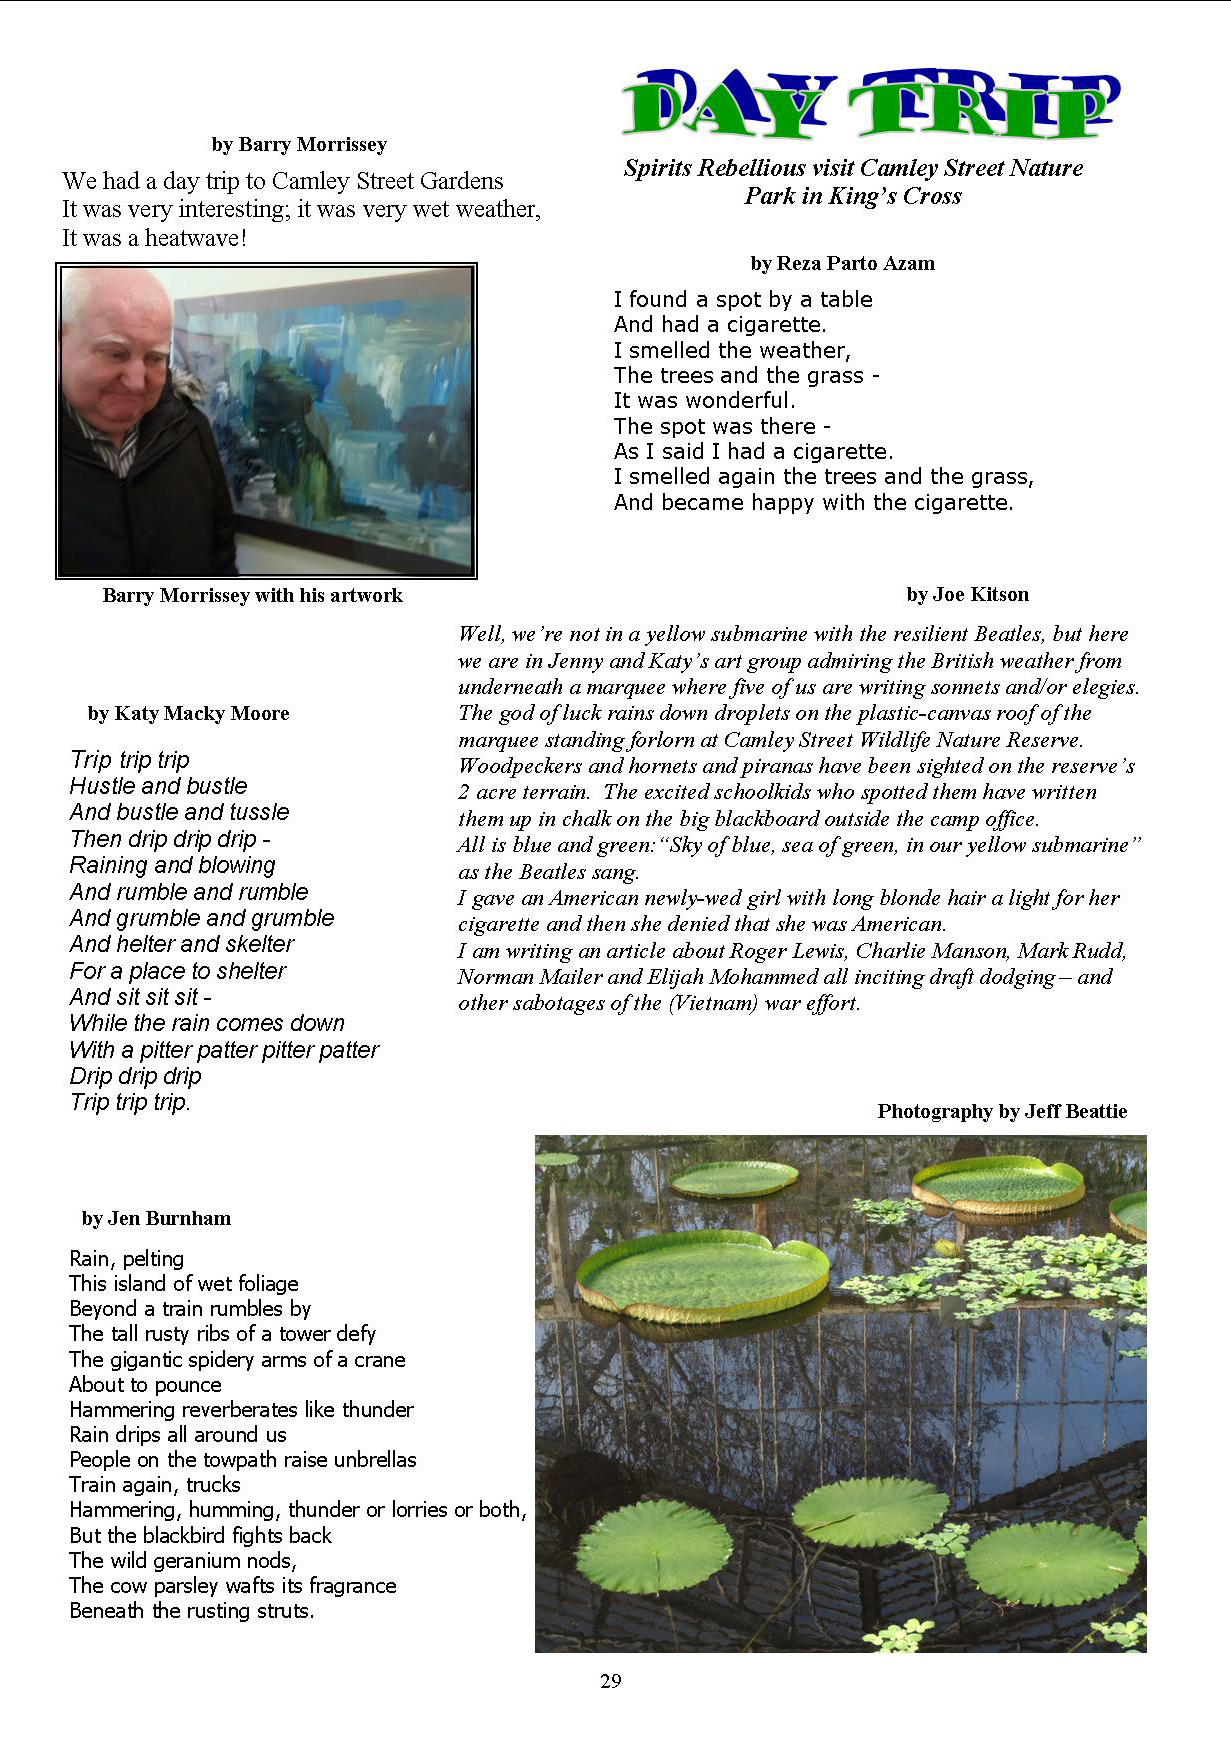 DAY TRIP
Spirits Rebellious visit Camley Street Nature
Park in King's Cross
by Barry Morrissey
We had a day trip to Camley Street Gardens
It was very interesting; it was very wet weather,
It was a heatwave!
Barry Morrissey with his artwork
by Reza Parto Azam
I found a spot by a table
And had a cigarette.
I smelled the weather,
The trees and the grass -
It was wonderful.
The spot was there -
As I said I had a cigarette.
I smelled again the trees and the grass,
And became happy with the cigarette.
by Joe Kitson
Well, we're not in a yellow submarine with the resilient Beatles, but here
we are in Jenny and Katy's art group admiring the British weather from
underneath a marquee where five of us are writing sonnets and/or elegies.
The god of luck rains down droplets on the plastic-canvas roof of the
marquee standing forlorn at Camley Street Wildlife Nature Reserve.
Woodpeckers and hornets and piranas have been sighted on the reserve's
2 acre terrain.  The excited schoolkids who spotted them have written
them up in chalk on the big blackboard outside the camp office.
All is blue and green:“Sky of blue, sea of green, in our yellow submarine”
as the Beatles sang.
I gave an American newly-wed girl with long blonde hair a light for her
cigarette and then she denied that she was American.
I am writing an article about Roger Lewis, Charlie Manson, Mark Rudd,
Norman Mailer and Elijah Mohammed all inciting draft dodging – and
other sabotages of the (Vietnam) war effort.
by Katy Macky Moore
Trip trip trip
Hustle and bustle
And bustle and tussle
Then drip drip drip -
Raining and blowing
And rumble and rumble
And grumble and grumble
And helter and skelter
For a place to shelter
And sit sit sit -
While the rain comes down
With a pitter patter pitter patter
Drip drip drip
Trip trip trip.
Photography by Jeff Beattie
by Jen Burnham
Rain, pelting
This island of wet foliage
Beyond a train rumbles by
The tall rusty ribs of a tower defy
The gigantic spidery arms of a crane
About to pounce
Hammering reverberates like thunder
Rain drips all around us
People on the towpath raise unbrellas
Train again, trucks
Hammering, humming, thunder or lorries or both,
But the blackbird fights back
The wild geranium nods,
The cow parsley wafts its fragrance
Beneath the rusting struts.
29